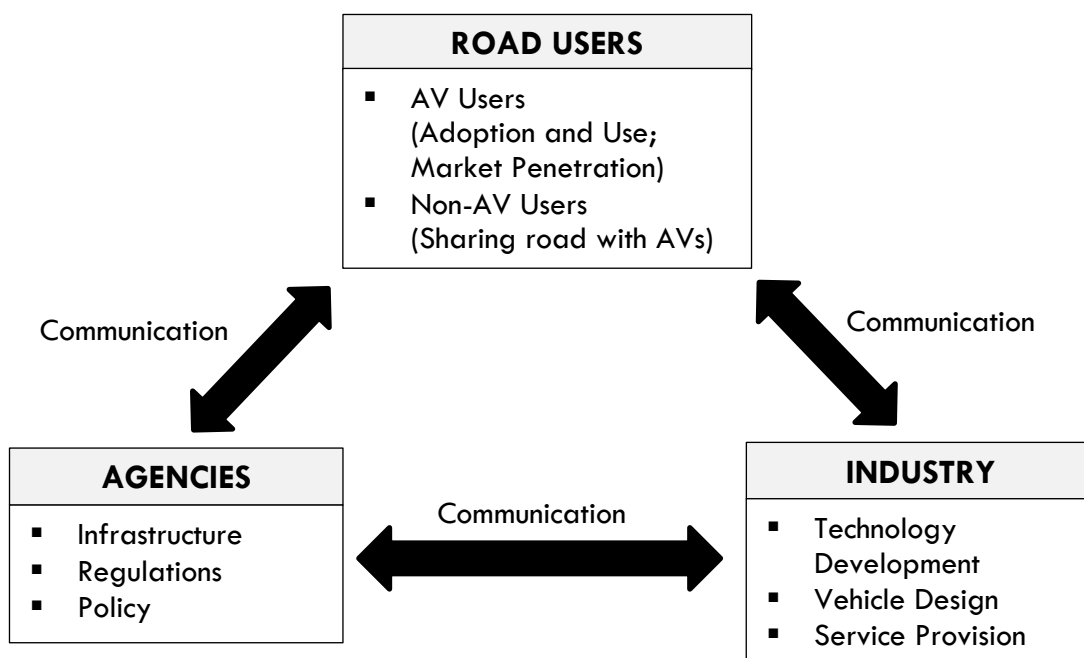 ROAD USERS
▪ AV Users
(Adoption and Use;
Market Penetration)
▪ Non-AV Users
(Sharing road with AVs)
Communication
Communication
AGENCIES
▪ Infrastructure
▪ Regulations
▪ Policy
Communication
INDUSTRY
▪ Technology
Development
▪ Vehicle Design
▪ Service Provision